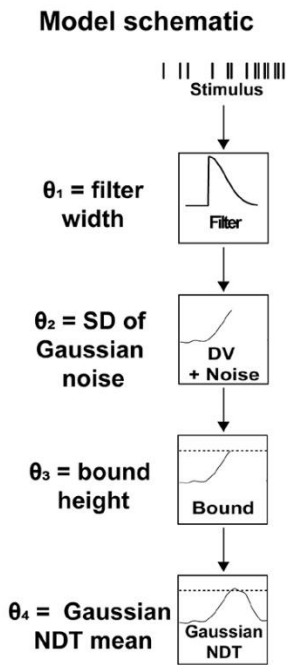 Model schematic
Stimulus
θ₁ = filter
width
Filter
θ₂ = SD of
Gaussian
noise
DV
+ Noise
θ₃ = bound
height
Bound
θ₄ = Gaussian
NDT mean
Gaussian
NDT